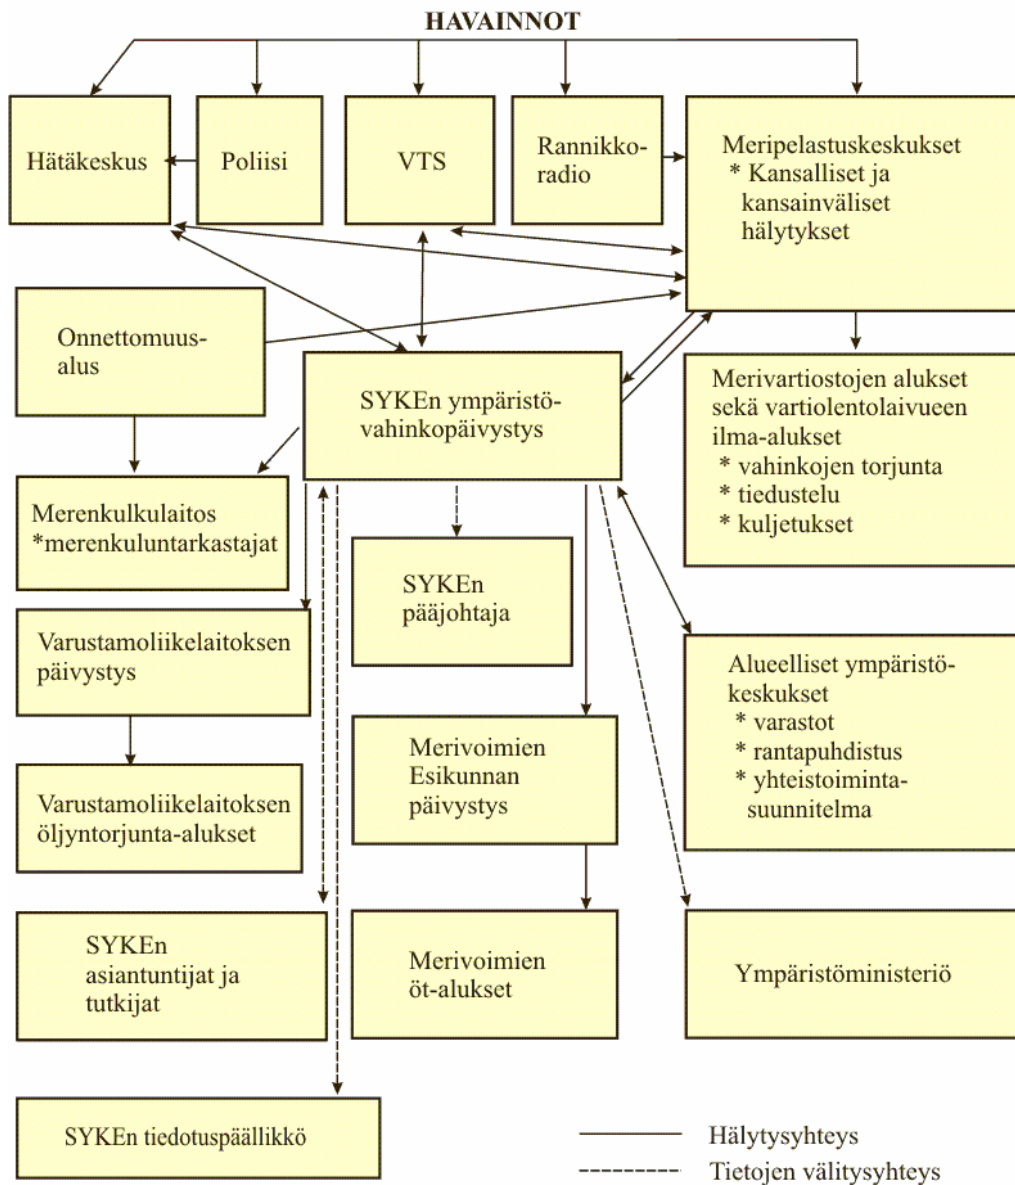 HAVAINNOT
Hätäkeskus
Poliisi
VTS
Rannikko-
radio
Meripelastuskeskukset
* Kansalliset ja
kansainväliset
hälytykset
Onnettomuus-
alus
SYKEn ympäristö-
vahinkopäivystys
Merivartiostojen alukset
sekä vartiolentolaivueen
ilma-alukset
* vahinkojen torjunta
* tiedustelu
* kuljetukset
Merenkulkulaitos
*merenkuluntarkastajat
SYKEn
pääjohtaja
Varustamoliikelaitoksen
päivystys
Alueelliset ympäristö-
keskukset
* varastot
* rantapuhdistus
* yhteistoiminta-
suunnitelma
Merivoimien
Esikunnan
päivystys
Varustamoliikelaitoksen
öljyntorjunta-alukset
SYKEn
asiantuntijat ja
tutkijat
Merivoimien
öt-alukset
Ympäristöministeriö
SYKEn tiedotuspäällikkö
Hälytysyhteys
Tietojen välitysyhteys